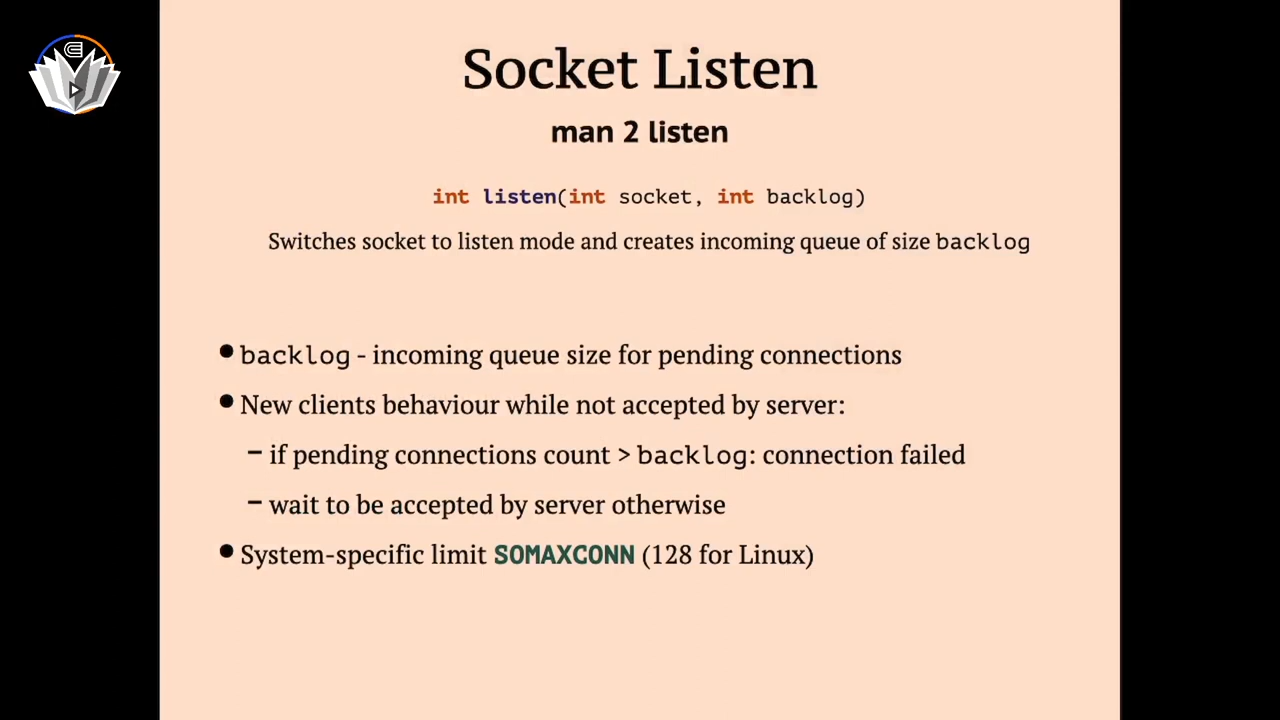 Socket Listen
man 2 listen
int listen(int socket, int backlog)
Switches socket to listen mode and creates incoming queue of size backlog
• backlog - incoming queue size for pending connections
• New clients behaviour while not accepted by server:
– if pending connections count > backlog: connection failed
– wait to be accepted by server otherwise
• System-specific limit SOMAXCONN (128 for Linux)